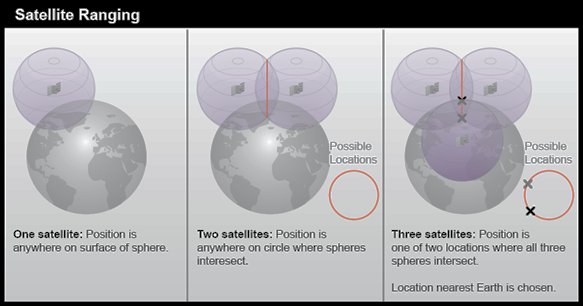 Satellite Ranging
One satellite: Position is
anywhere on surface of sphere.
Possible
Locations
Two satellites: Position is
anywhere on circle where spheres
interesect.
Possible
Locations
Three satellites: Position is
one of two locations where all three
spheres intersect.
Location nearest Earth is chosen.